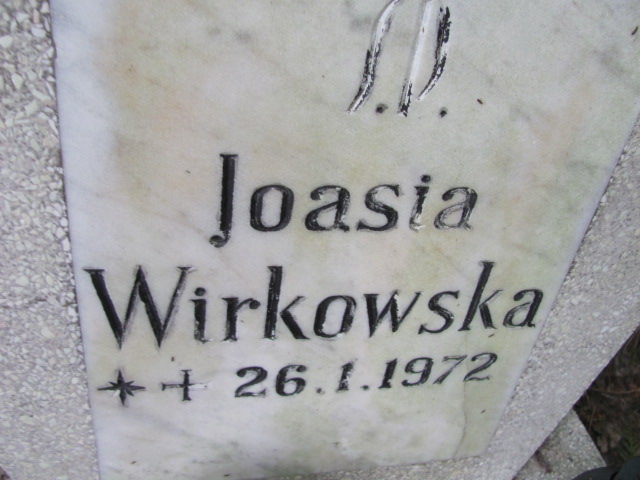 Ś.P.
Joasia
Wirkowska
* + 26.1.1972